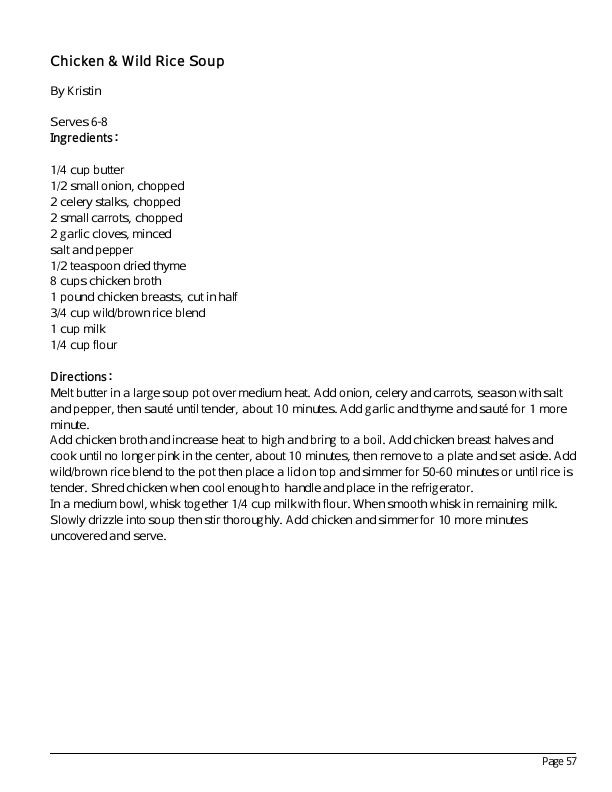 Chicken & Wild Rice Soup
By Kristin
Serves 6-8
Ingredients:
1/4 cup butter
1/2 small onion, chopped
2 celery stalks, chopped
2 small carrots, chopped
2 garlic cloves, minced
salt and pepper
1/2 teaspoon dried thyme
8 cups chicken broth
1 pound chicken breasts, cut in half
3/4 cup wild/brown rice blend
1 cup milk
1/4 cup flour
Directions:
Melt butter in a large soup pot over medium heat. Add onion, celery and carrots, season with salt
and pepper, then sauté until tender, about 10 minutes. Add garlic and thyme and sauté for 1 more
minute.
Add chicken broth and increase heat to high and bring to a boil. Add chicken breast halves and
cook until no longer pink in the center, about 10 minutes, then remove to a plate and set aside. Add
wild/brown rice blend to the pot then place a lid on top and simmer for 50-60 minutes or until rice is
tender. Shred chicken when cool enough to handle and place in the refrigerator.
In a medium bowl, whisk together 1/4 cup milk with flour. When smooth whisk in remaining milk.
Slowly drizzle into soup then stir thoroughly. Add chicken and simmer for 10 more minutes
uncovered and serve.
Page 57